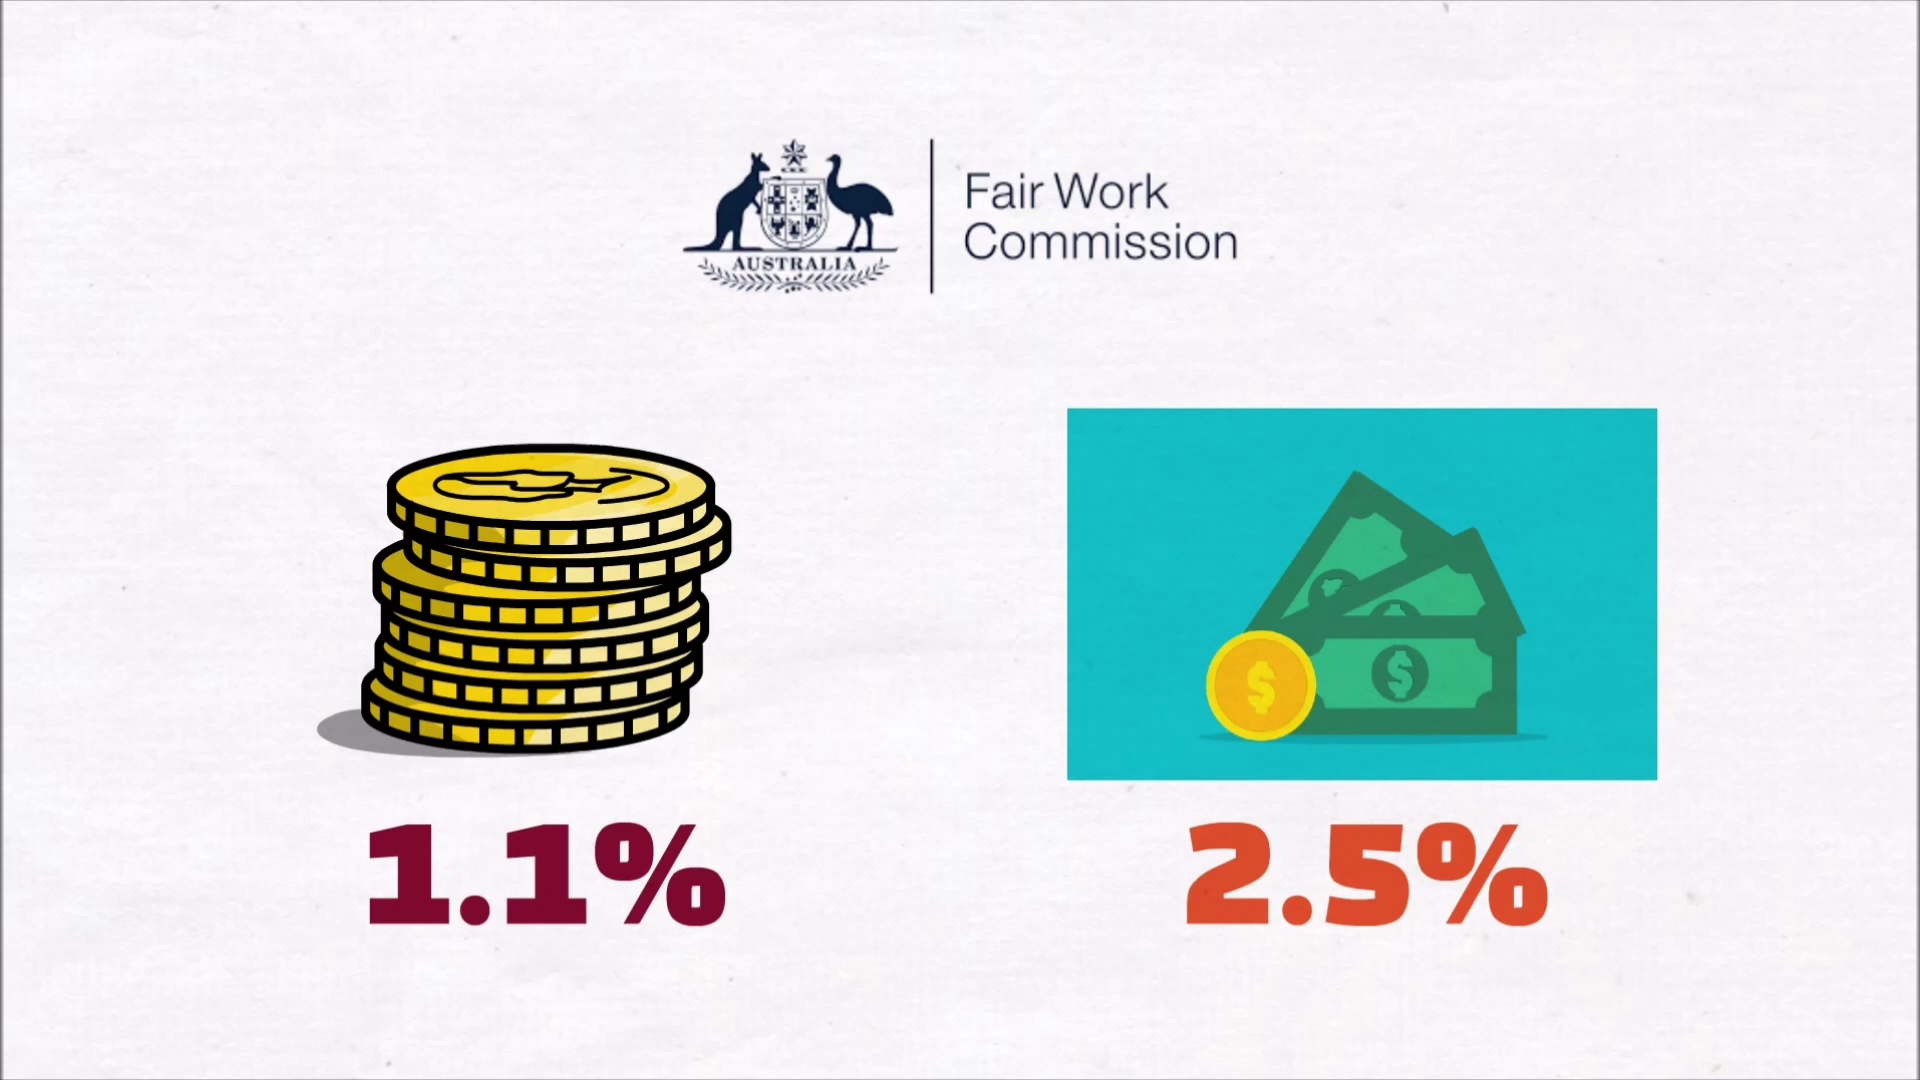 AUSTRALIA
Fair Work
Commission
$
$
1.1%
2.5%